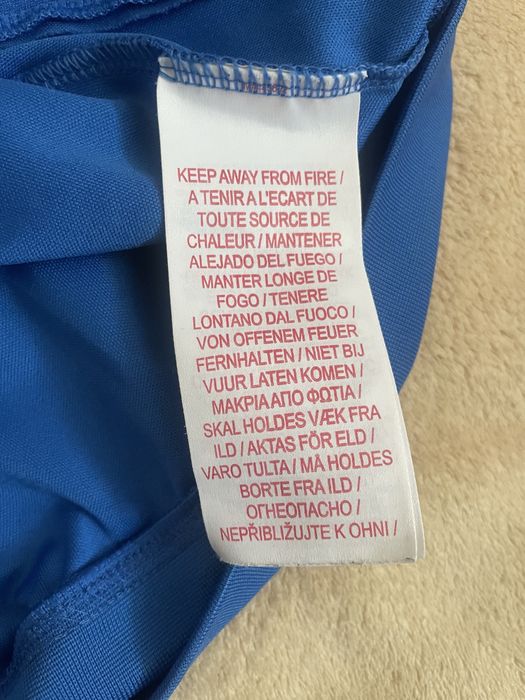 KEEP AWAY FROM FIRE /
A TENIR A L'ECART DE
TOUTE SOURCE DE
CHALEUR / MANTENER
ALEJADO DEL FUEGO /
MANTER LONGE DE
FOGO / TENERE
LONTANO DAL FUOCO /
VON OFFENEM FEUER
FERNHALTEN / NIET BIJ
VUUR LATEN KOMEN /
ΜΑΚΡΙΑ ΑΠΟ ΦΩΤΙΑ /
SKAL HOLDES VÆK FRA
ILD / AKTAS FÖR ELD /
VARO TULTA / MÅ HOLDES
BORTE FRA ILD /
ОГНЕОПАСНО /
NEPŘIBLIŽUJTE K OHNI /